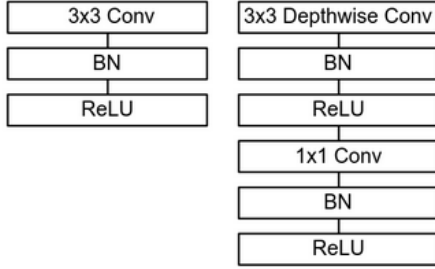 3x3 Conv
BN
ReLU
3x3 Depthwise Conv
BN
ReLU
1x1 Conv
BN
ReLU